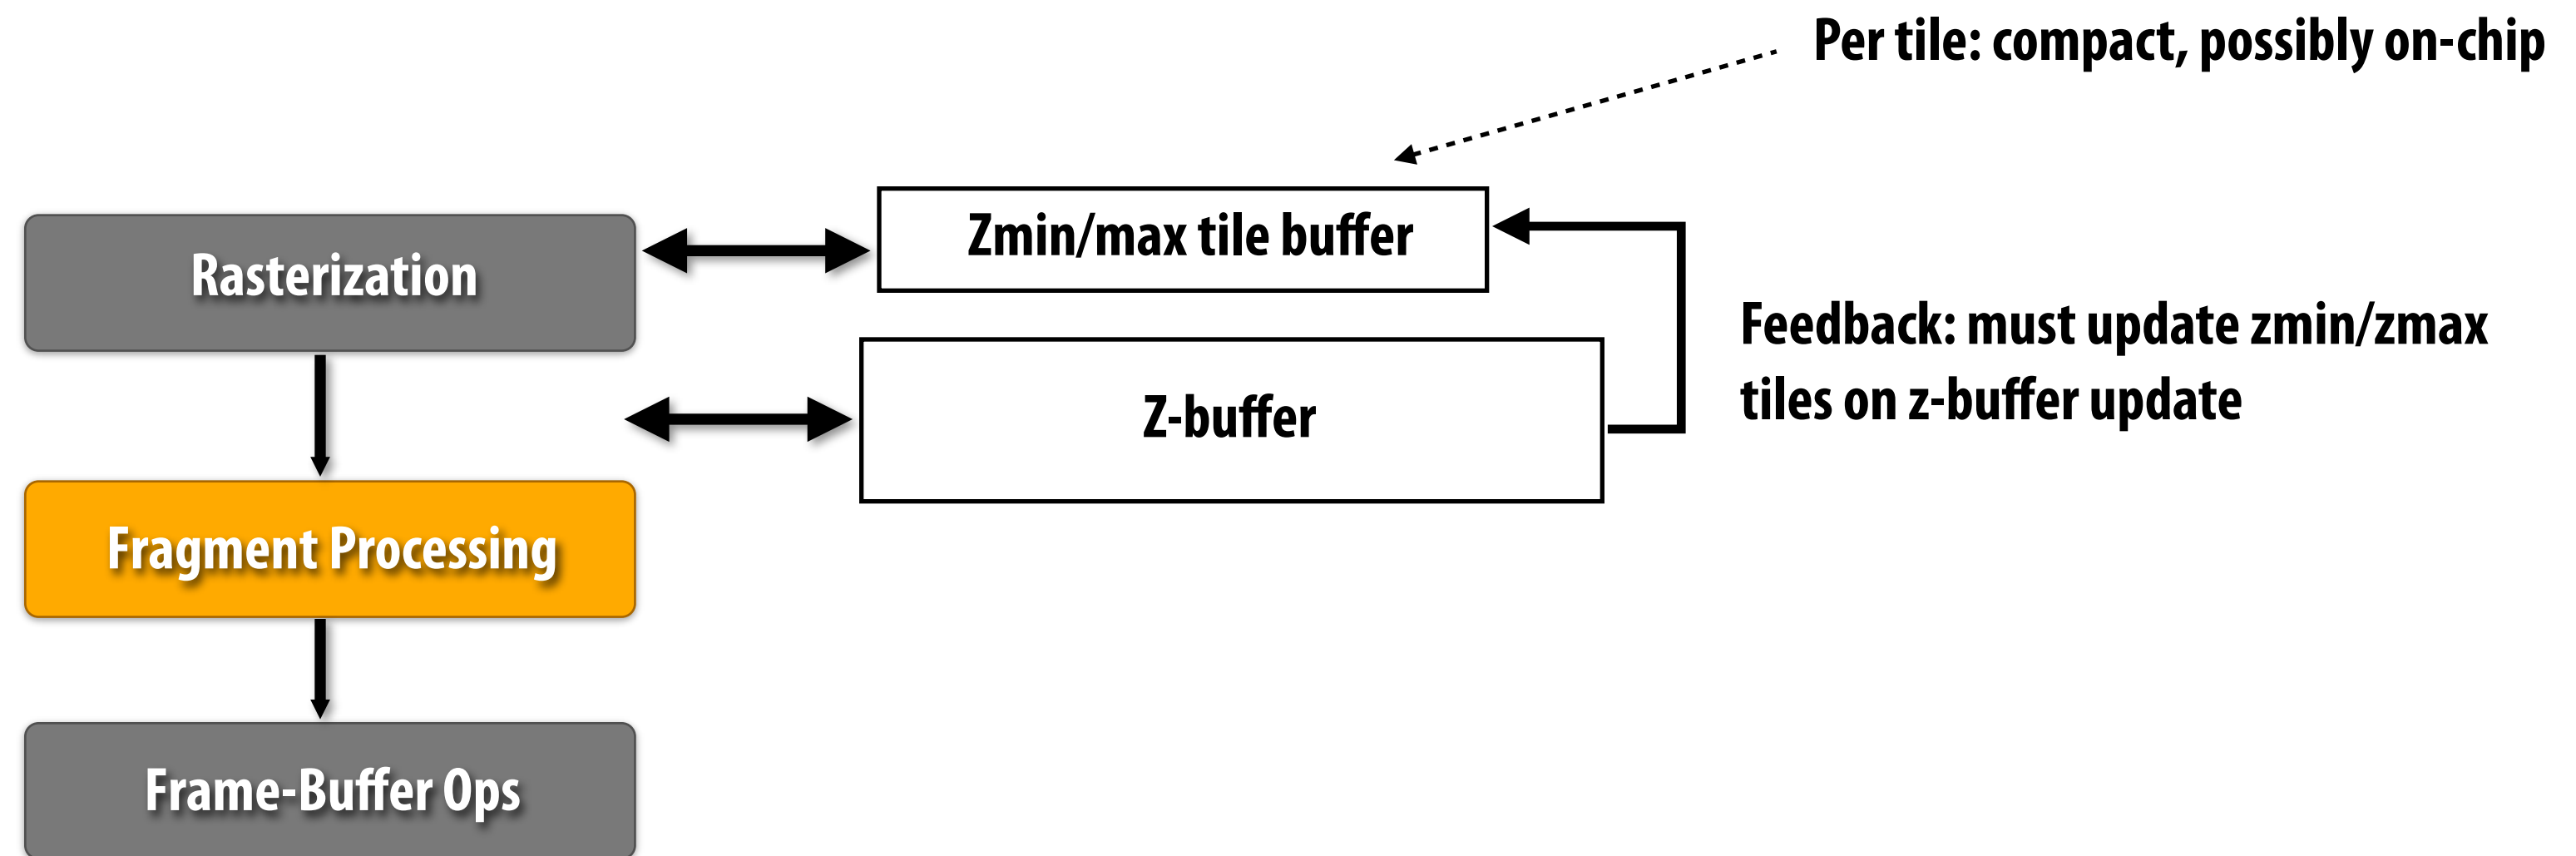 Per tile: compact, possibly on-chip
Rasterization
Zmin/max tile buffer
Feedback: must update zmin/zmax
tiles on z-buffer update
Z-buffer
Fragment Processing
Frame-Buffer Ops